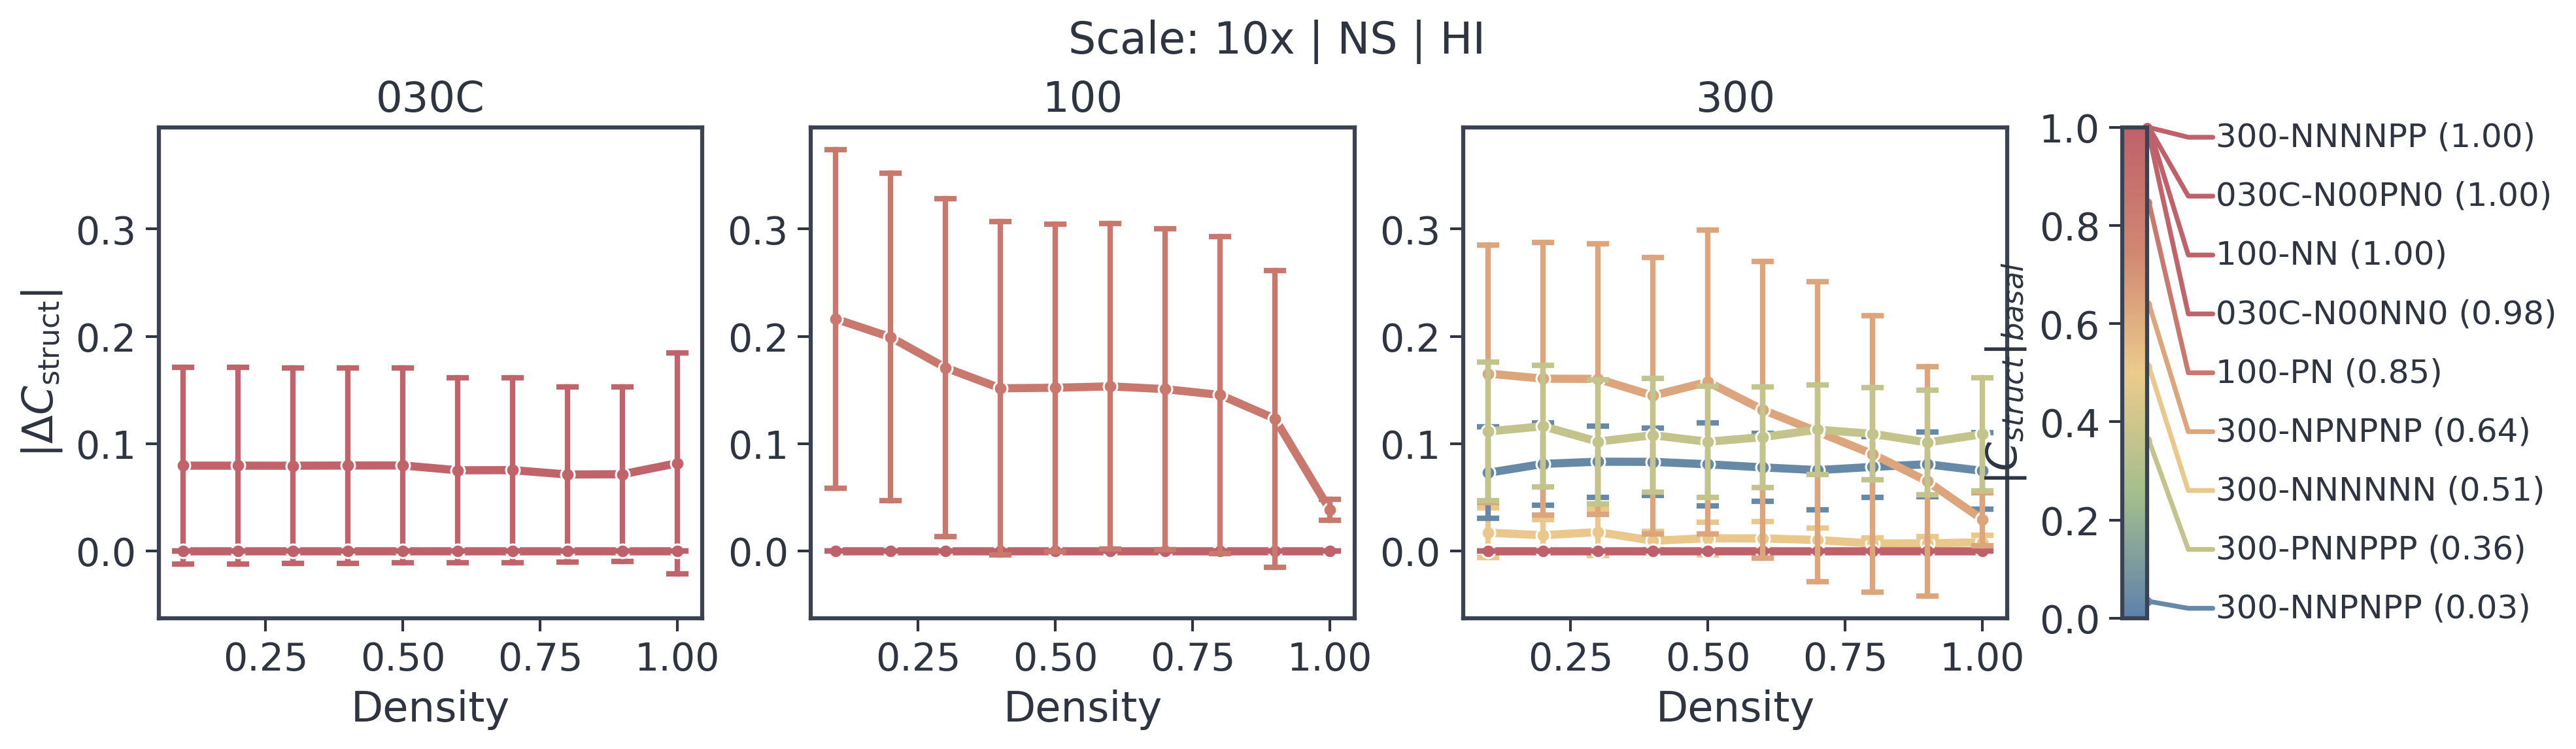 Scale: 10x | NS | HI
030C
100
300
|ΔC_struct|
0.3
0.2
0.1
0.0
0.25 0.50 0.75 1.00
Density
0.3
0.2
0.1
0.0
0.25 0.50 0.75 1.00
Density
0.3
0.2
0.1
0.0
0.25 0.50 0.75 1.00
Density
|C_struct|_basal
1.0
0.8
0.6
0.4
0.2
0.0
300-NNNNPP (1.00)
030C-N00PN0 (1.00)
100-NN (1.00)
030C-N00NN0 (0.98)
100-PN (0.85)
300-NPNPNP (0.64)
300-NNNNNN (0.51)
300-PNNPPP (0.36)
300-NNPNPP (0.03)